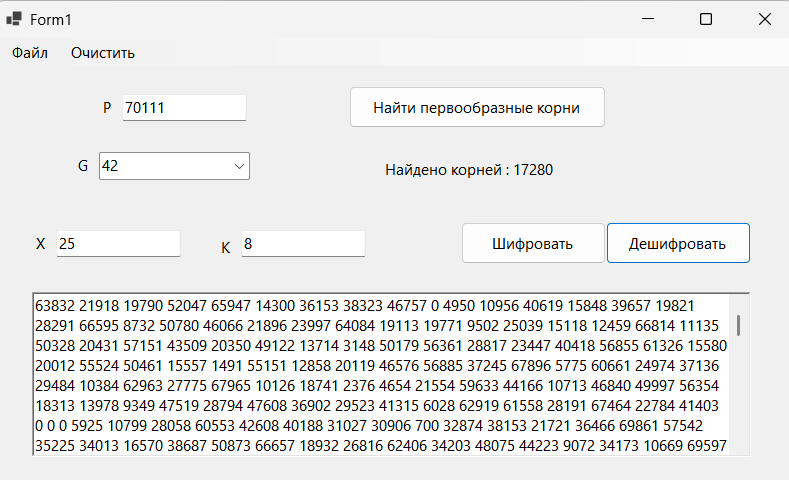 Form1
Файл Очистить
P 70111 Найти первообразные корни
G 42 Найдено корней : 17280
X 25 К 8 Шифровать Дешифровать
63832 21918 19790 52047 65947 14300 36153 38323 46757 0 4950 10956 40619 15848 39657 19821
28291 66595 8732 50780 46066 21896 23997 64084 19113 19771 9502 25039 15118 12459 66814 11135
50328 20431 57151 43509 20350 49122 13714 3148 50179 56361 28817 23447 40418 56855 61326 15580
20012 55524 50461 15557 1491 55151 12858 20119 46576 56885 37245 67896 5775 60661 24974 37136
29484 10384 62963 27775 67965 10126 18741 2376 4654 21554 59633 44166 10713 46840 49997 56354
18313 13978 9349 47519 28794 47608 36902 29523 41315 6028 62919 61558 28191 67464 22784 41403
0 0 0 5925 10799 28058 60553 42608 40188 31027 30906 700 32874 38153 21721 36466 69861 57542
35225 34013 16570 38687 50873 66657 18932 26816 62406 34203 48075 44223 9072 34173 10669 69597